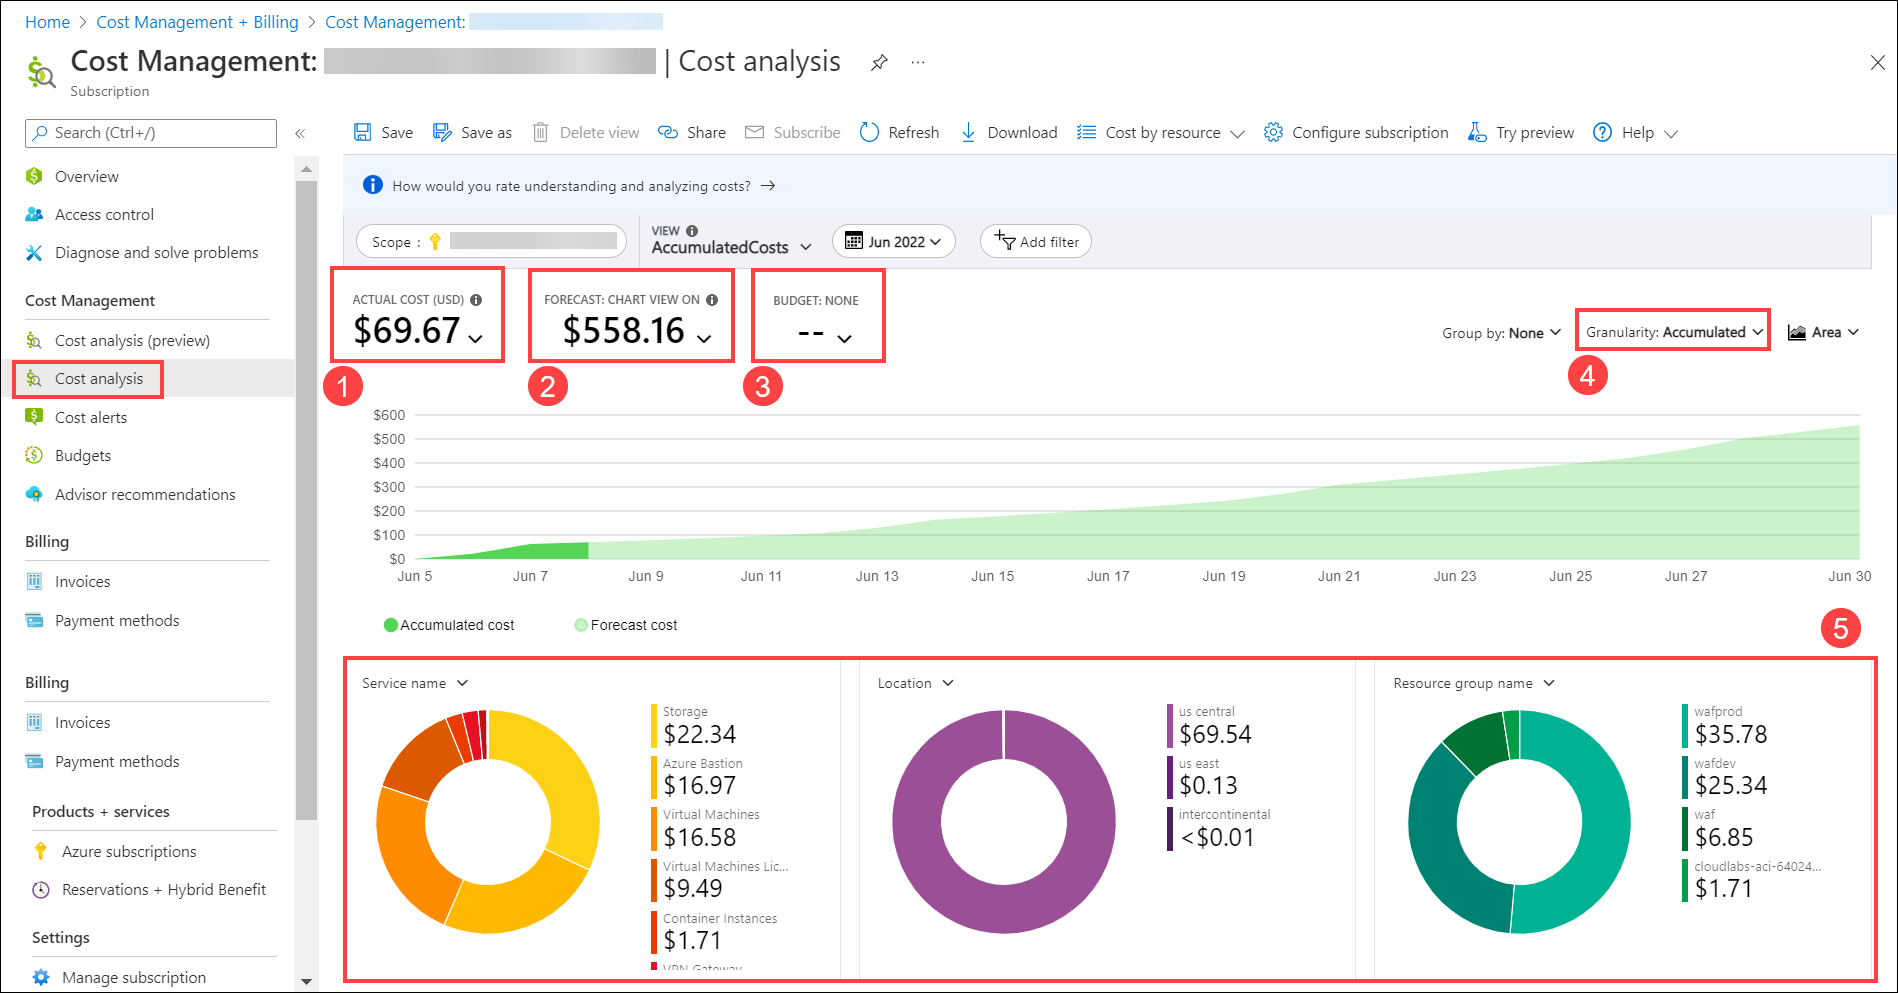 Home > Cost Management + Billing > Cost Management:
Cost Management: | Cost analysis
Subscription
Search (Ctrl+/)
Overview
Access control
Diagnose and solve problems
Cost Management
Cost analysis (preview)
Cost analysis
Cost alerts
Budgets
Advisor recommendations
Billing
Invoices
Payment methods
Billing
Invoices
Payment methods
Products + services
Azure subscriptions
Reservations + Hybrid Benefit
Settings
Manage subscription
Save Save as Delete view Share Subscribe Refresh Download Cost by resource Configure subscription Try preview Help
How would you rate understanding and analyzing costs? →
Scope :
VIEW
AccumulatedCosts
Jun 2022
Add filter
ACTUAL COST (USD)
$69.67
1
FORECAST: CHART VIEW ON
$558.16
2
BUDGET: NONE
--
3
Group by: None
Granularity: Accumulated
Area
4
$600
$500
$400
$300
$200
$100
$0
Jun 5 Jun 7 Jun 9 Jun 11 Jun 13 Jun 15 Jun 17 Jun 19 Jun 21 Jun 23 Jun 25 Jun 27 Jun 30
Accumulated cost Forecast cost
5
Service name
Storage
$22.34
Azure Bastion
$16.97
Virtual Machines
$16.58
Virtual Machines Lic...
$9.49
Container Instances
$1.71
VPN Gateway
Location
us central
$69.54
us east
$0.13
intercontinental
<$0.01
Resource group name
wafprod
$35.78
wafdev
$25.34
waf
$6.85
cloudlabs-aci-64024...
$1.71